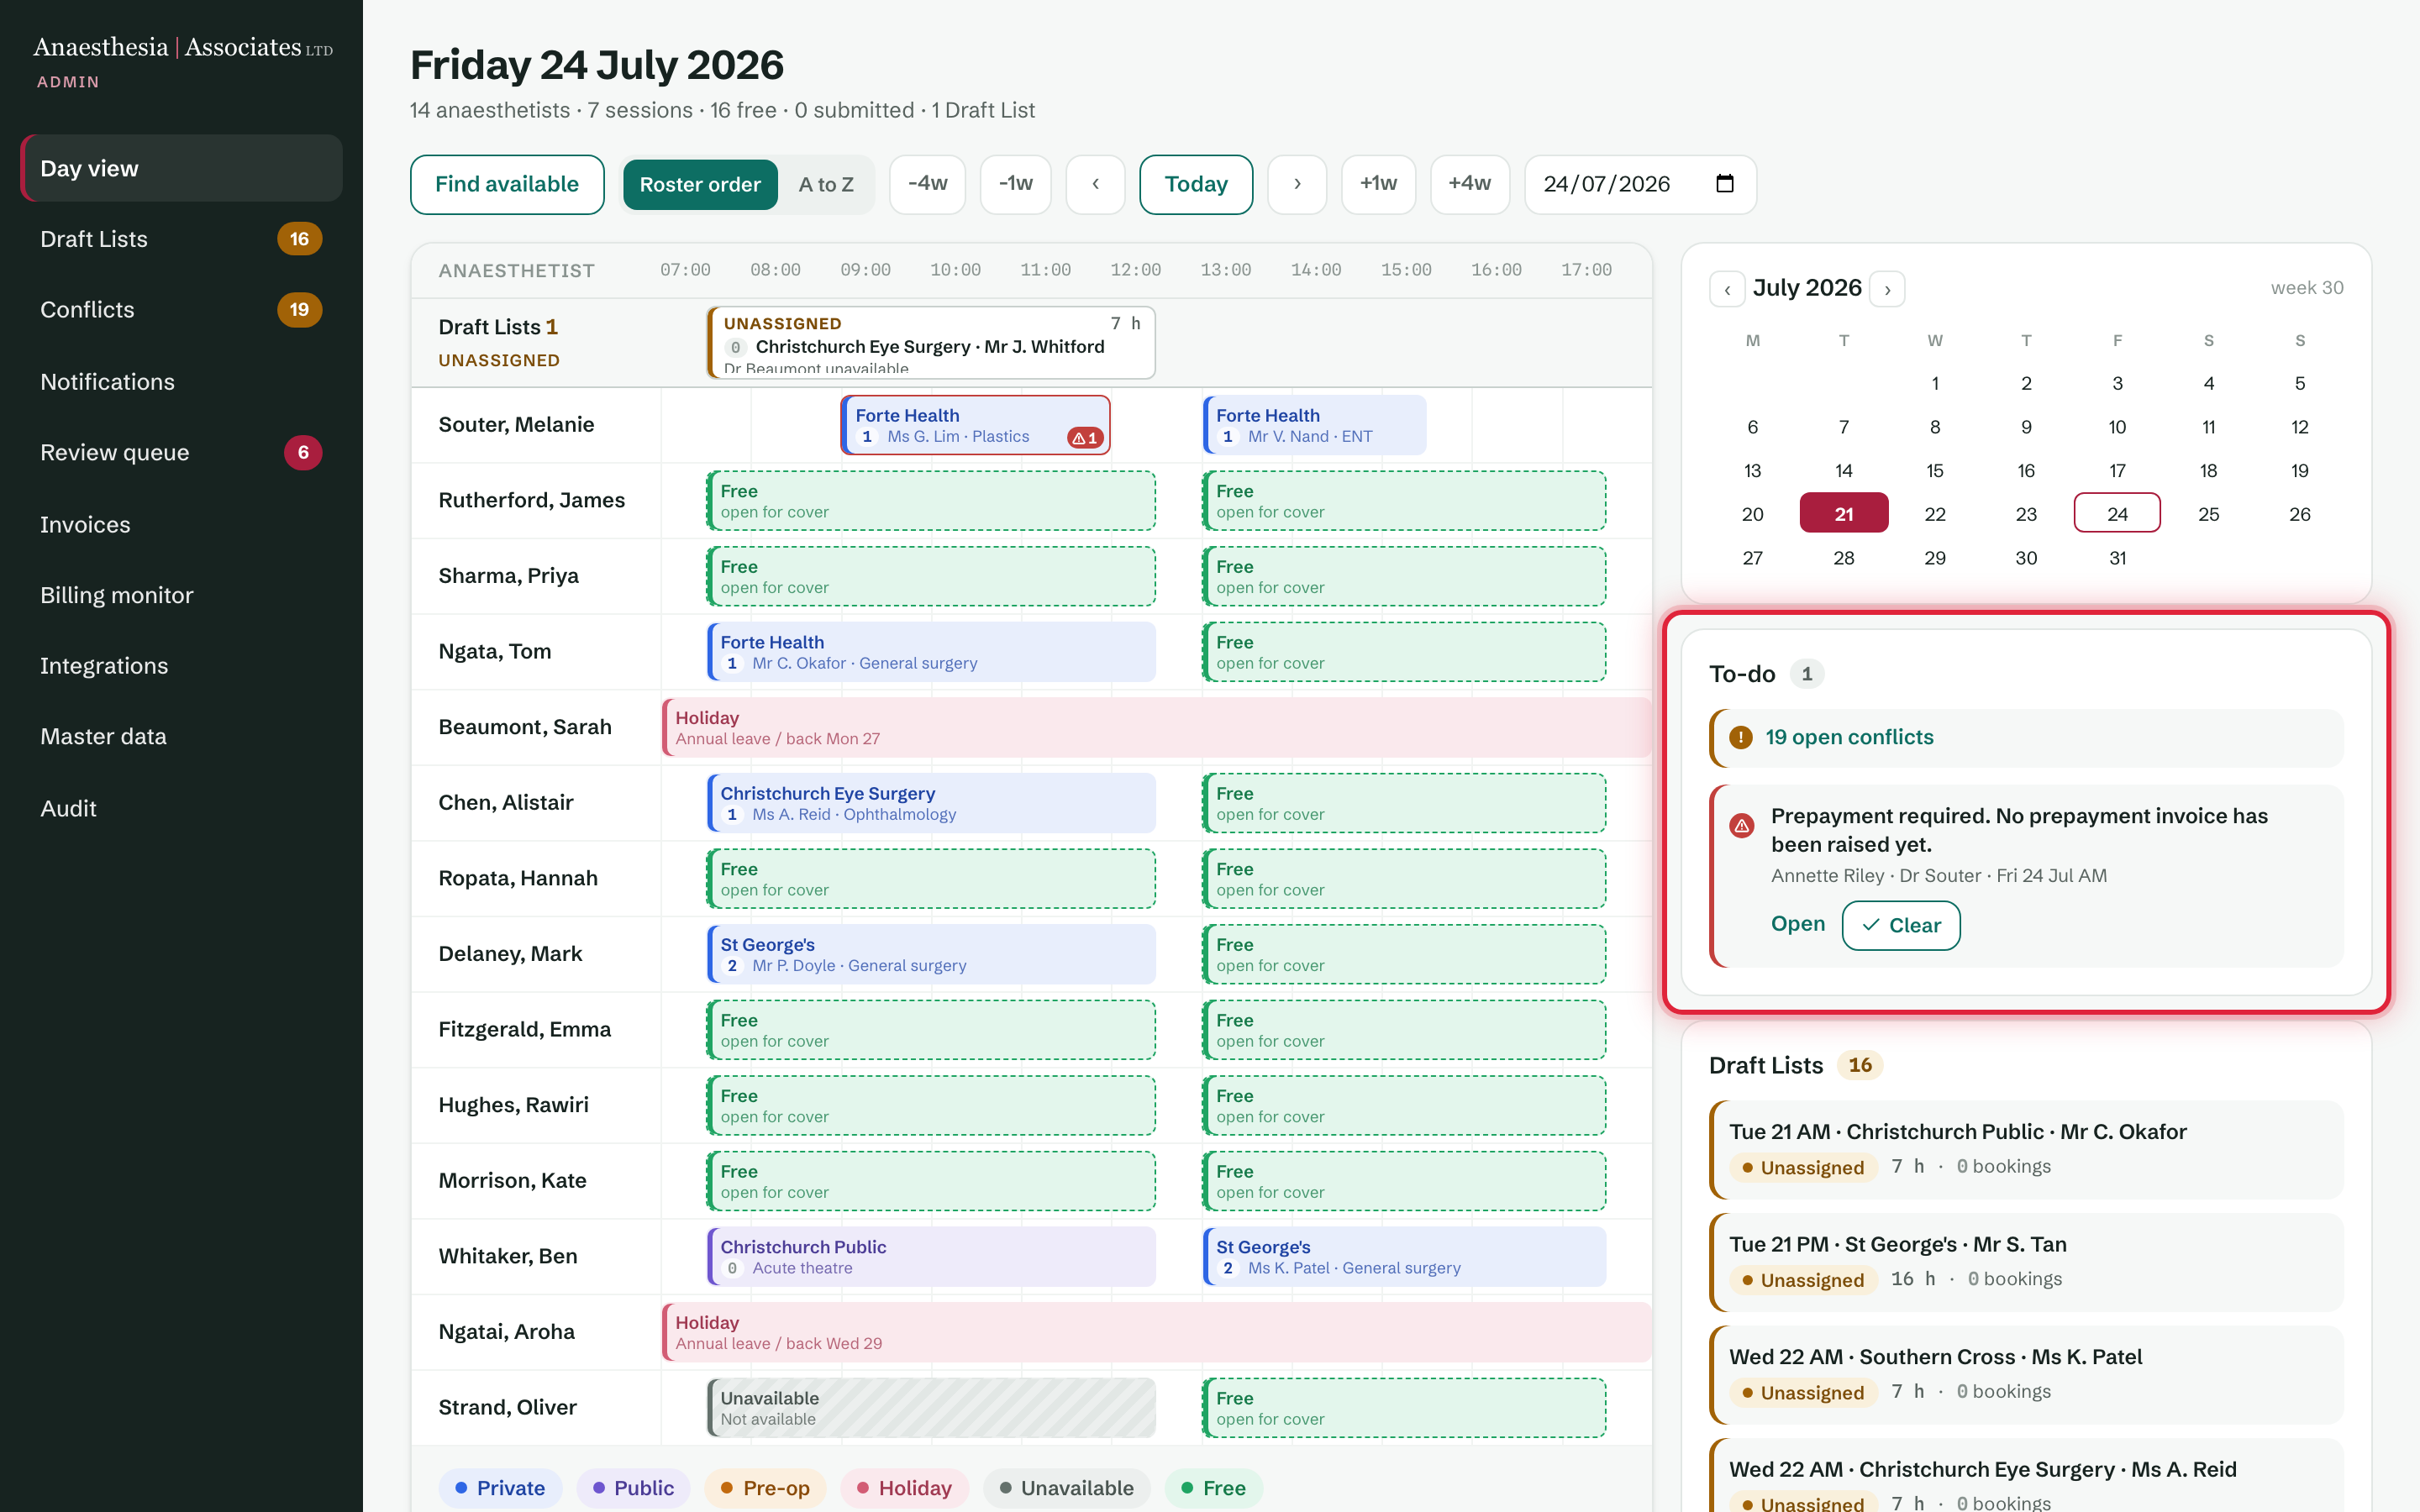 Anaesthesia | Associates LTD
ADMIN
Day view
Draft Lists 16
Conflicts 19
Notifications
Review queue 6
Invoices
Billing monitor
Integrations
Master data
Audit
Friday 24 July 2026
14 anaesthetists · 7 sessions · 16 free · 0 submitted · 1 Draft List
Find available Roster order A to Z -4w -1w ‹ Today › +1w +4w 24/07/2026
ANAESTHETIST 07:00 08:00 09:00 10:00 11:00 12:00 13:00 14:00 15:00 16:00 17:00
Draft Lists 1
UNASSIGNED
UNASSIGNED 7 h
0 Christchurch Eye Surgery · Mr J. Whitford
Dr Beaumont unavailable
Souter, Melanie
Forte Health
1 Ms G. Lim · Plastics 1
Forte Health
1 Mr V. Nand · ENT
Rutherford, James
Free
open for cover
Free
open for cover
Sharma, Priya
Free
open for cover
Free
open for cover
Ngata, Tom
Forte Health
1 Mr C. Okafor · General surgery
Free
open for cover
Beaumont, Sarah
Holiday
Annual leave / back Mon 27
Chen, Alistair
Christchurch Eye Surgery
1 Ms A. Reid · Ophthalmology
Free
open for cover
Ropata, Hannah
Free
open for cover
Free
open for cover
Delaney, Mark
St George's
2 Mr P. Doyle · General surgery
Free
open for cover
Fitzgerald, Emma
Free
open for cover
Free
open for cover
Hughes, Rawiri
Free
open for cover
Free
open for cover
Morrison, Kate
Free
open for cover
Free
open for cover
Whitaker, Ben
Christchurch Public
0 Acute theatre
St George's
2 Ms K. Patel · General surgery
Ngatai, Aroha
Holiday
Annual leave / back Wed 29
Strand, Oliver
Unavailable
Not available
Free
open for cover
Private Public Pre-op Holiday Unavailable Free
‹ July 2026 › week 30
M T W T F S S
1 2 3 4 5
6 7 8 9 10 11 12
13 14 15 16 17 18 19
20 21 22 23 24 25 26
27 28 29 30 31
To-do 1
19 open conflicts
Prepayment required. No prepayment invoice has
been raised yet.
Annette Riley · Dr Souter · Fri 24 Jul AM
Open ✓ Clear
Draft Lists 16
Tue 21 AM · Christchurch Public · Mr C. Okafor
Unassigned 7 h · 0 bookings
Tue 21 PM · St George's · Mr S. Tan
Unassigned 16 h · 0 bookings
Wed 22 AM · Southern Cross · Ms K. Patel
Unassigned 7 h · 0 bookings
Wed 22 AM · Christchurch Eye Surgery · Ms A. Reid
Unassigned 7 h · 0 bookings